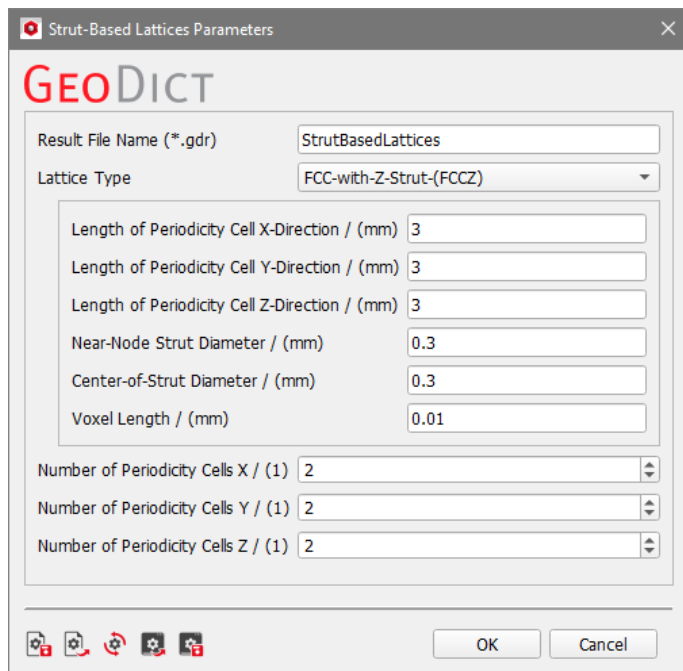 Strut-Based Lattices Parameters
GEODICT
Result File Name (*.gdr) StrutBasedLattices
Lattice Type FCC-with-Z-Strut-(FCCZ)
Length of Periodicity Cell X-Direction / (mm) 3
Length of Periodicity Cell Y-Direction / (mm) 3
Length of Periodicity Cell Z-Direction / (mm) 3
Near-Node Strut Diameter / (mm) 0.3
Center-of-Strut Diameter / (mm) 0.3
Voxel Length / (mm) 0.01
Number of Periodicity Cells X / (1) 2
Number of Periodicity Cells Y / (1) 2
Number of Periodicity Cells Z / (1) 2
OK Cancel